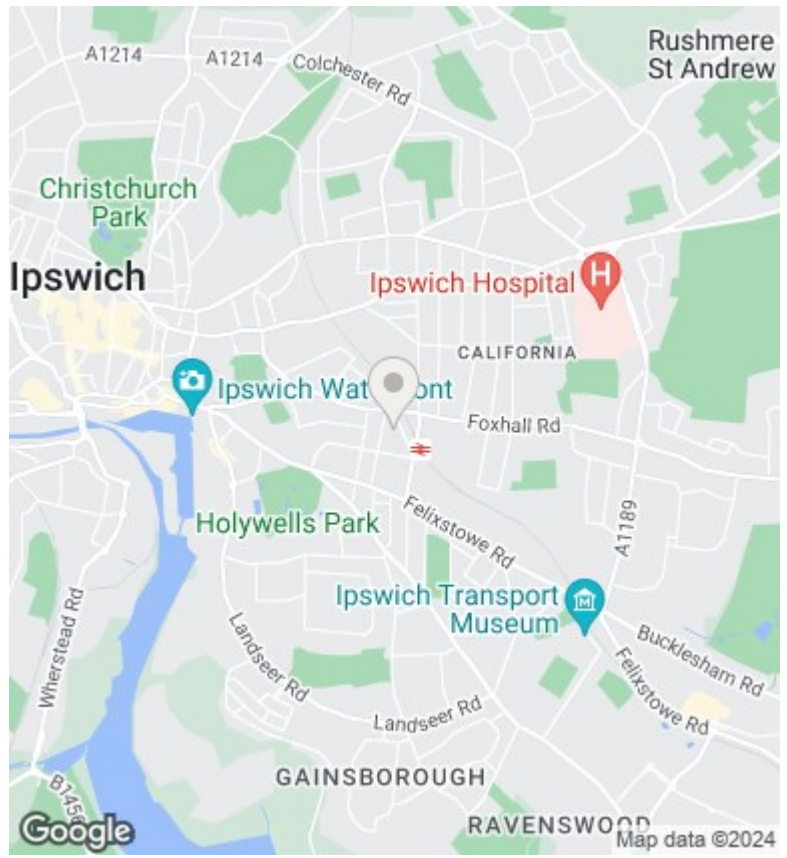 Rushmere
St Andrew
A1214
A1214
Colchester Rd
Christchurch
Park
Ipswich
Ipswich Hospital
H
CALIFORNIA
Ipswich Wat
ont
Foxhall Rd
Holywells Park
Felixstowe Rd
A1189
Ipswich Transport
Museum
M
Wherstead Rd
Landseer Rd
Bucklesham Rd
Felixstowe Rd
Landseer Rd
GAINSBOROUGH
B1456
RAVENSWOOD
Google
Map data ©2024